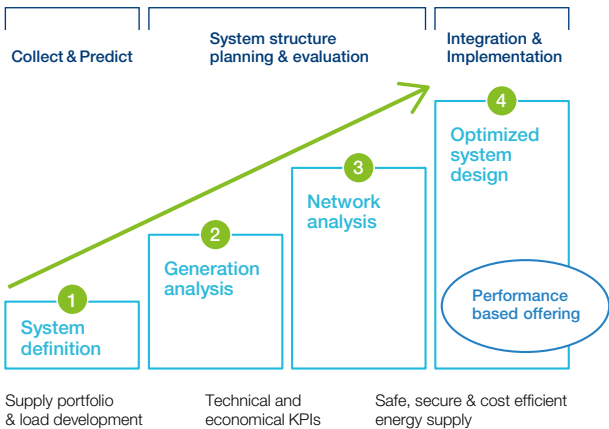 Collect & Predict
System structure
planning & evaluation
Integration &
Implementation
4
Optimized
system
design
3
Network
analysis
2
Generation
analysis
1
System
definition
Performance
based offering
Supply portfolio
& load development
Technical and
economical KPIs
Safe, secure & cost efficient
energy supply